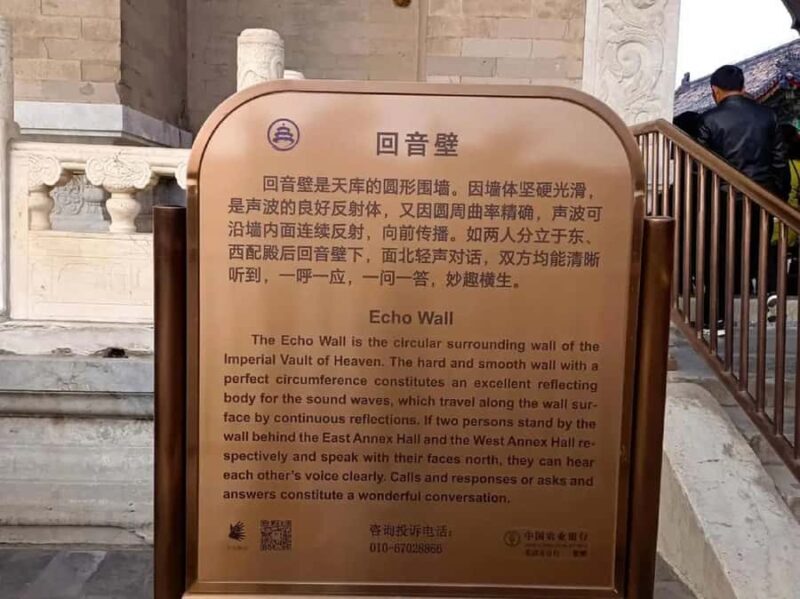 回音壁
回音壁是天库的圆形围墙。因墙体坚硬光滑，
是声波的良好反射体，又因圆周曲率精确，声波可
沿墙内面连续反射，向前传播。如两人分立于东、
西配殿后回音壁下，面北轻声对话，双方均能清晰
听到，一呼一应，一问一答，妙趣横生。
Echo Wall
The Echo Wall is the circular surrounding wall of the
Imperial Vault of Heaven. The hard and smooth wall with a
perfect circumference constitutes an excellent reflecting
body for the sound waves, which travel along the wall sur-
face by continuous reflections. If two persons stand by the
wall behind the East Annex Hall and the West Annex Hall re-
spectively and speak with their faces north, they can hear
each other's voice clearly. Calls and responses or asks and
answers constitute a wonderful conversation.
咨询投诉电话：
010-67028866
中国农业银行